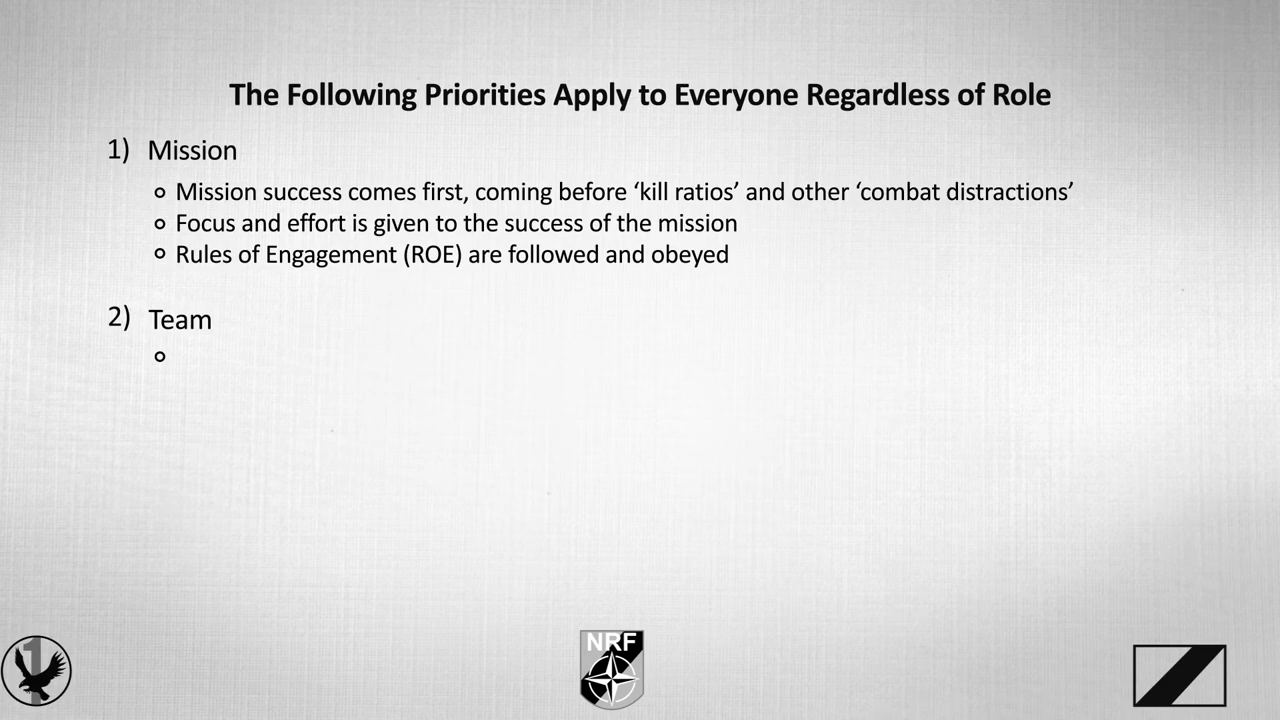 The Following Priorities Apply to Everyone Regardless of Role
1) Mission
Mission success comes first, coming before ‘kill ratios’ and other ‘combat distractions’
Focus and effort is given to the success of the mission
Rules of Engagement (ROE) are followed and obeyed
2) Team
1
NRF